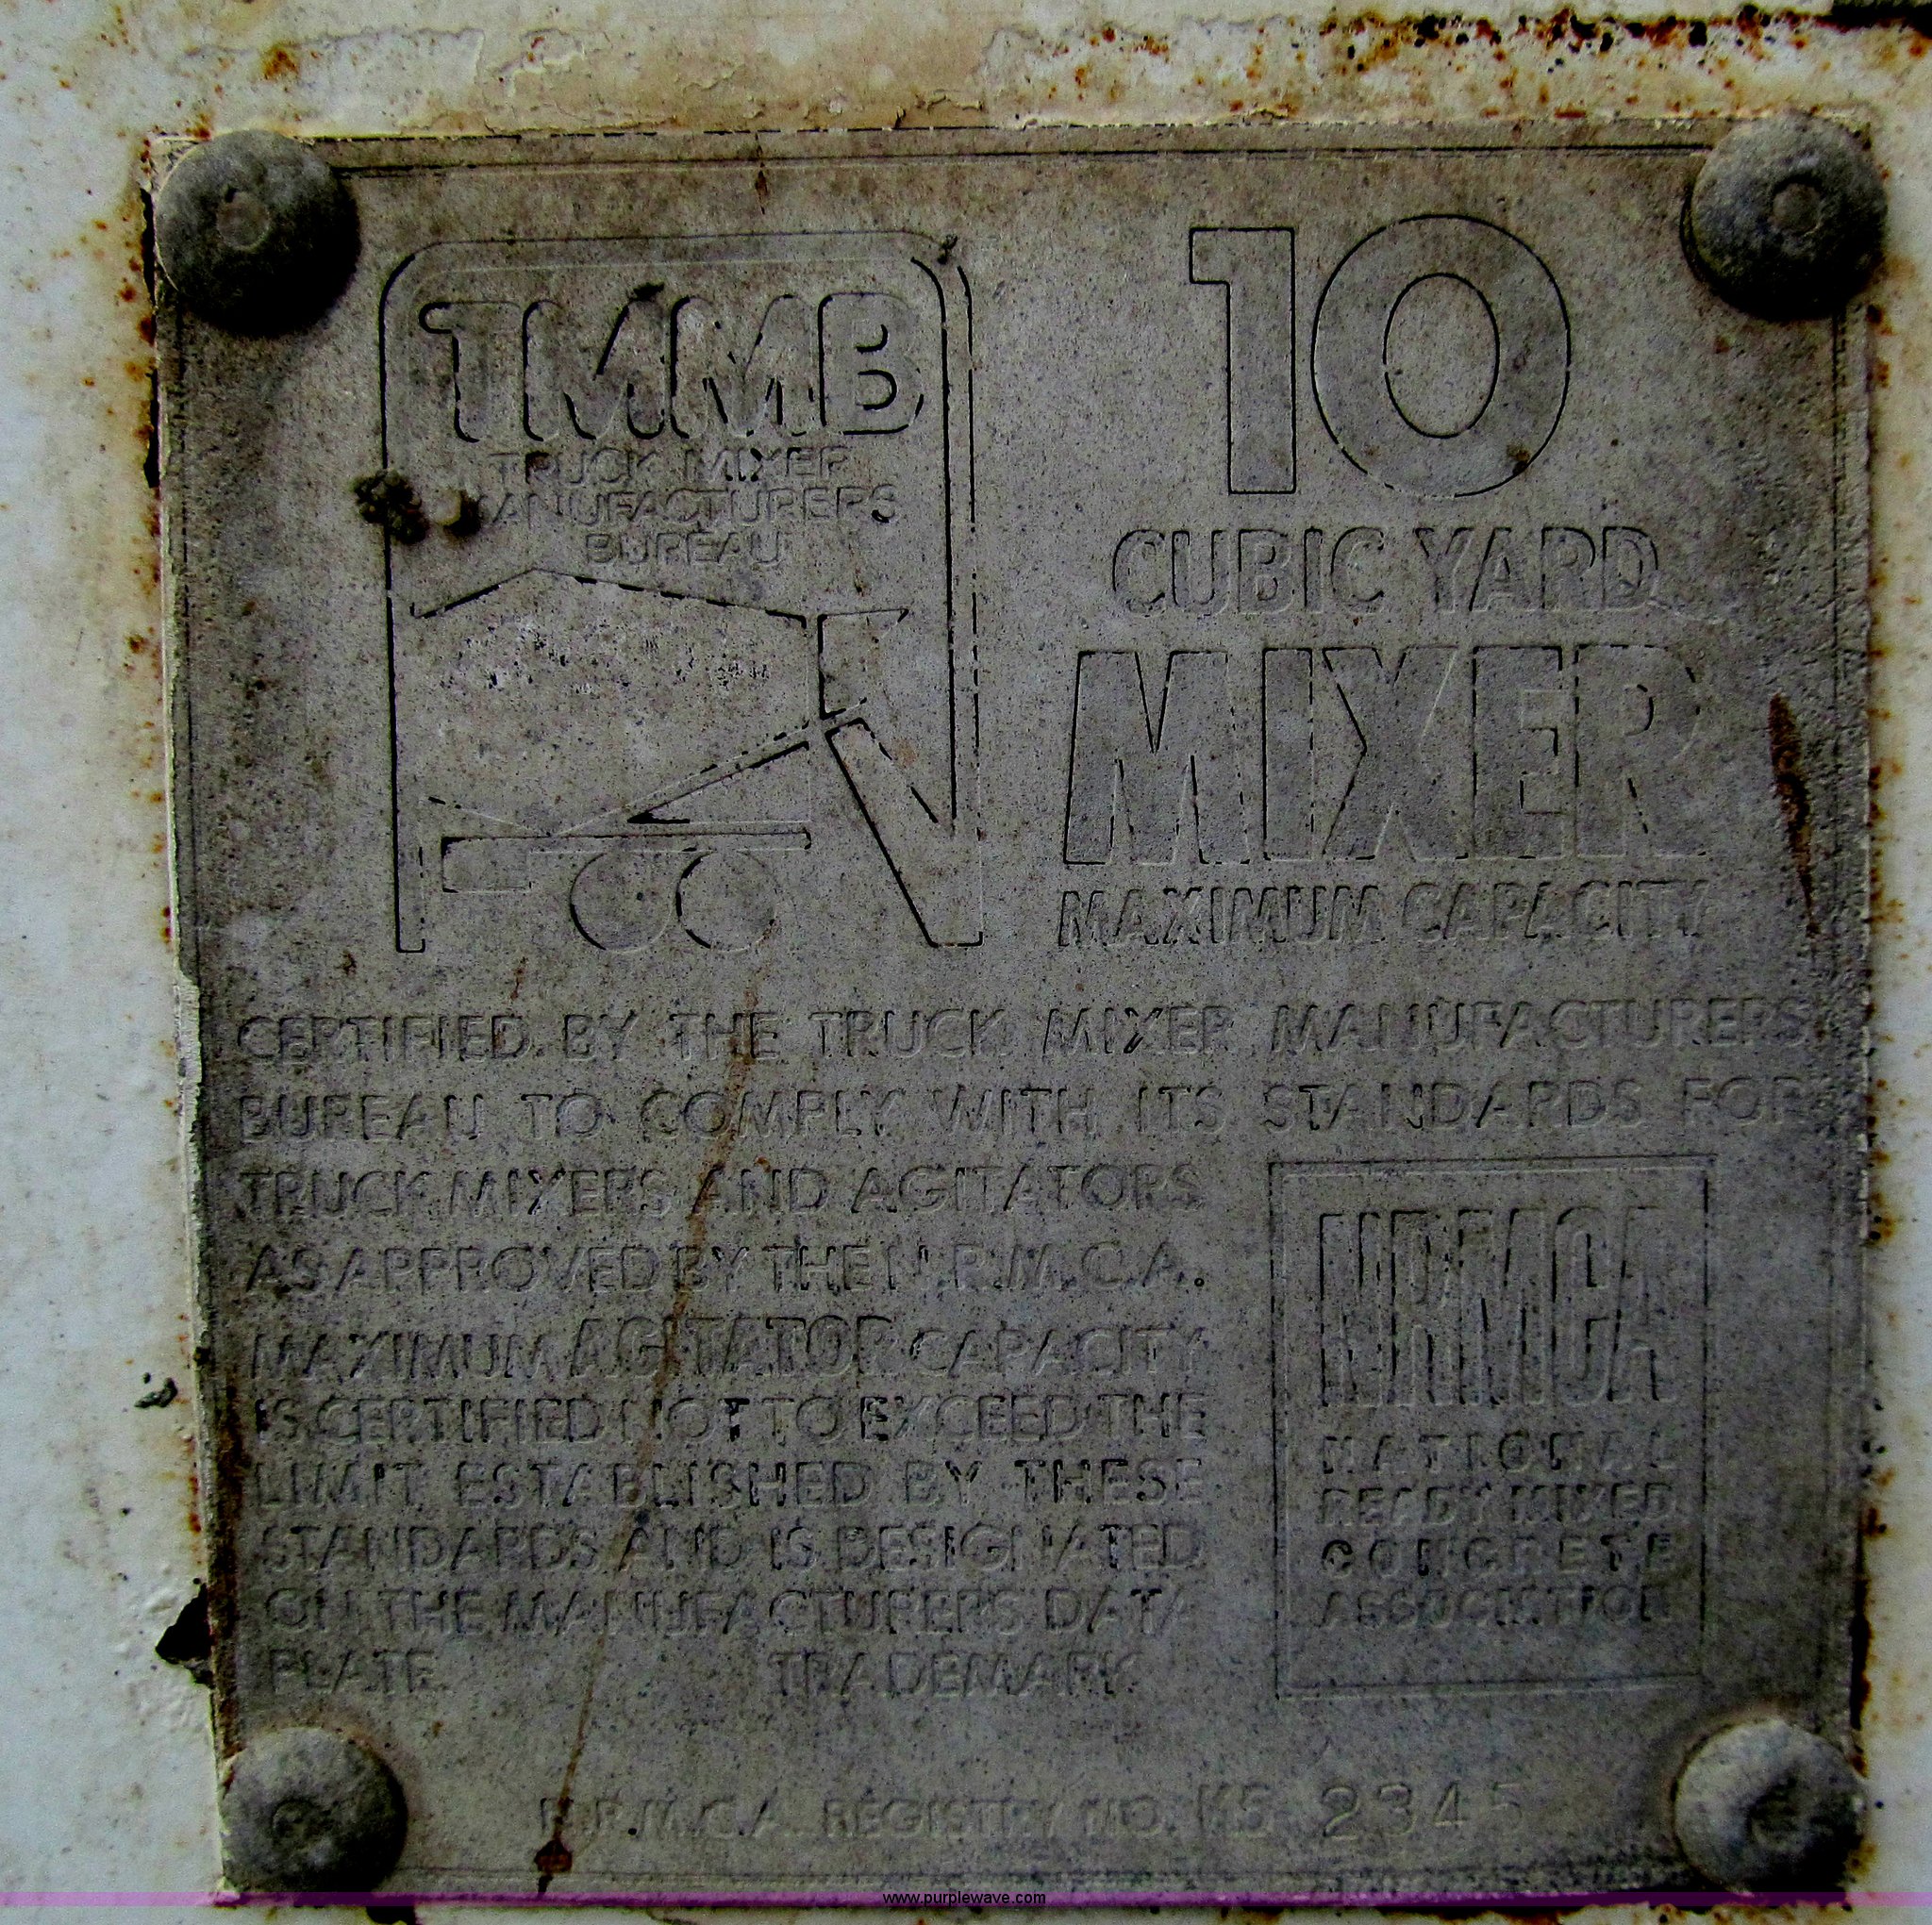 TMMB
TRUCK MIXER
MANUFACTURERS
BUREAU
10
CUBIC YARD
MIXER
MAXIMUM CAPACITY
CERTIFIED BY THE TRUCK MIXER MANUFACTURERS
BUREAU TO COMPLY WITH ITS STANDARDS FOR
TRUCK MIXERS AND AGITATORS
AS APPROVED BY THE N.R.M.C.A.
MAXIMUM AGITATOR CAPACITY
IS CERTIFIED NOT TO EXCEED THE
LIMIT ESTABLISHED BY THESE
STANDARDS AND IS DESIGNATED
ON THE MANUFACTURERS DATA
PLATE TRADEMARK
NRMCA
NATIONAL
READY MIXED
CONCRETE
ASSOCIATION
N.R.M.C.A. REGISTRY NO. K5 2345
www.purplewave.com